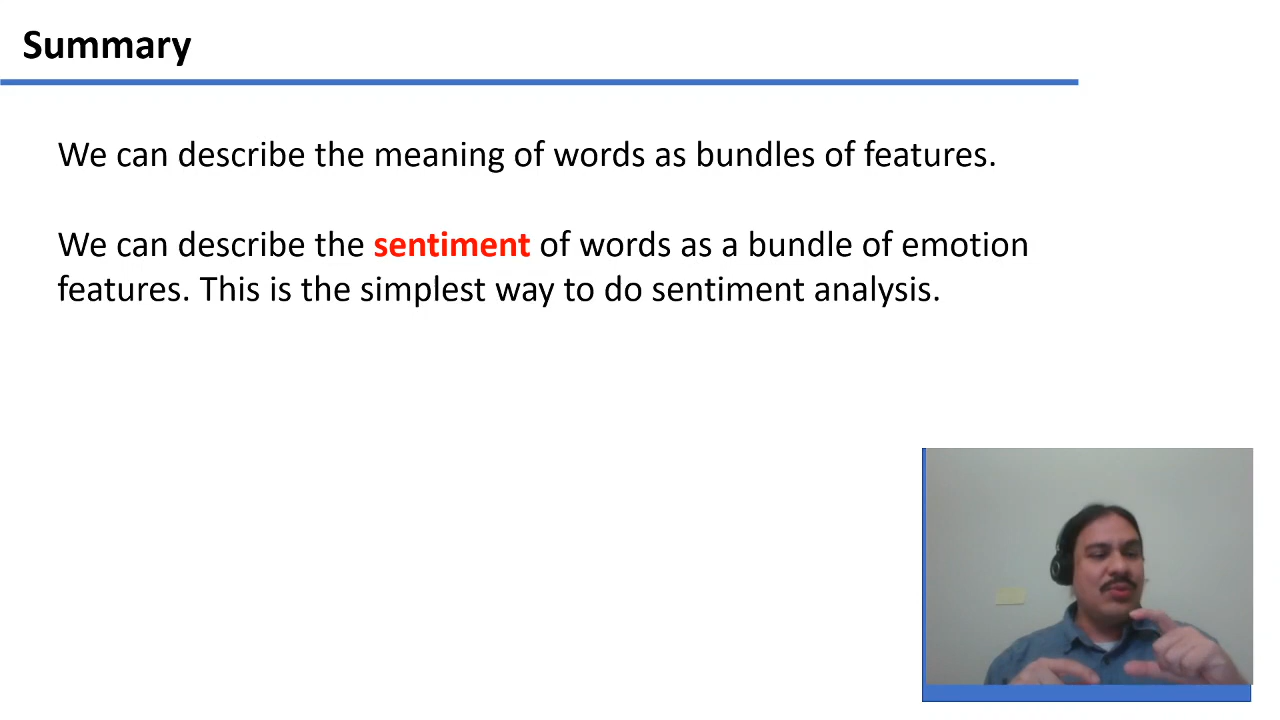 Summary
We can describe the meaning of words as bundles of features.
We can describe the sentiment of words as a bundle of emotion
features. This is the simplest way to do sentiment analysis.